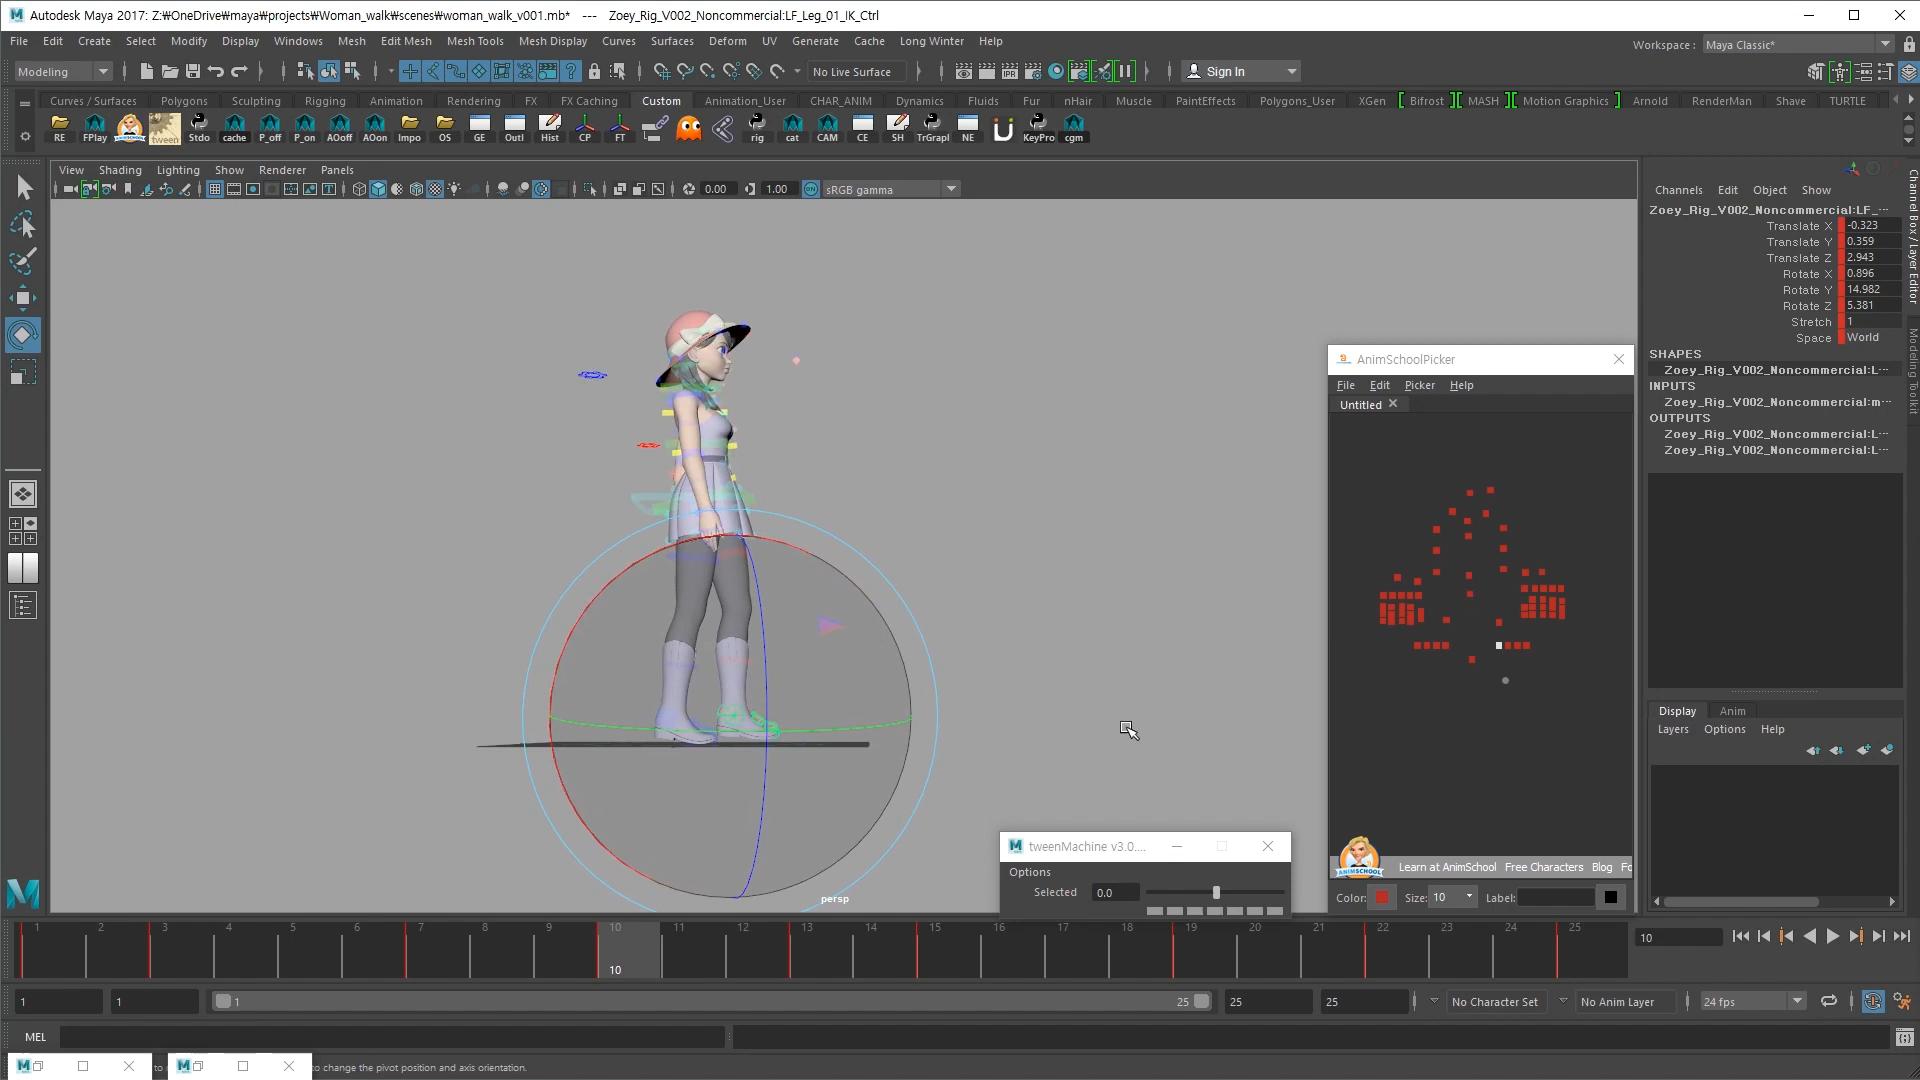 Autodesk Maya 2017: Z:₩OneDrive₩maya₩projects₩Woman_walk₩scenes₩woman_walk_v001.mb*   ---   Zoey_Rig_V002_Noncommercial:LF_Leg_01_IK_Ctrl
File Edit Create Select Modify Display Windows Mesh Edit Mesh Mesh Tools Mesh Display Curves Surfaces Deform UV Generate Cache Long Winter Help
Workspace : Maya Classic*
Modeling No Live Surface Sign In
Curves / Surfaces Polygons Sculpting Rigging Animation Rendering FX FX Caching Custom Animation_User CHAR_ANIM Dynamics Fluids Fur nHair Muscle PaintEffects Polygons_User XGen Bifrost MASH Motion Graphics Arnold RenderMan Shave TURTLE
RE FPlay tween Stdo cache P_off P_on AOoff AOon Impo OS GE Outl Hist CP FT rig cat CAM CE SH TrGrapl NE KeyPro cgm
View Shading Lighting Show Renderer Panels
0.00 1.00 sRGB gamma
Channels Edit Object Show
Zoey_Rig_V002_Noncommercial:LF_···
Translate X -0.323
Translate Y 0.359
Translate Z 2.943
Rotate X 0.896
Rotate Y 14.982
Rotate Z 5.381
Stretch 1
Space World
SHAPES
Zoey_Rig_V002_Noncommercial:L···
INPUTS
Zoey_Rig_V002_Noncommercial:m···
OUTPUTS
Zoey_Rig_V002_Noncommercial:L···
Zoey_Rig_V002_Noncommercial:L···
Channel Box / Layer Editor
Modeling Toolkit
AnimSchoolPicker
File Edit Picker Help
Untitled
ANIMSCHOOL
Learn at AnimSchool Free Characters Blog Fo
Color: Size: 10 Label:
Display Anim
Layers Options Help
tweenMachine v3.0....
Options
Selected 0.0
persp
1 2 3 4 5 6 7 8 9 10 11 12 13 14 15 16 17 18 19 20 21 22 23 24 25
10
10
1 1 1 25 25 25 No Character Set No Anim Layer 24 fps
MEL
to
to change the pivot position and axis orientation.